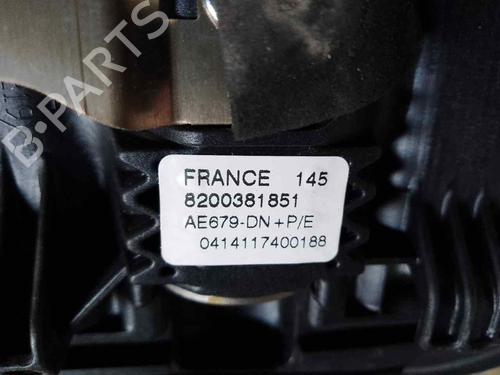 B-PARTS
FRANCE 145
8200381851
AE679-DN+P/E
0414117400188